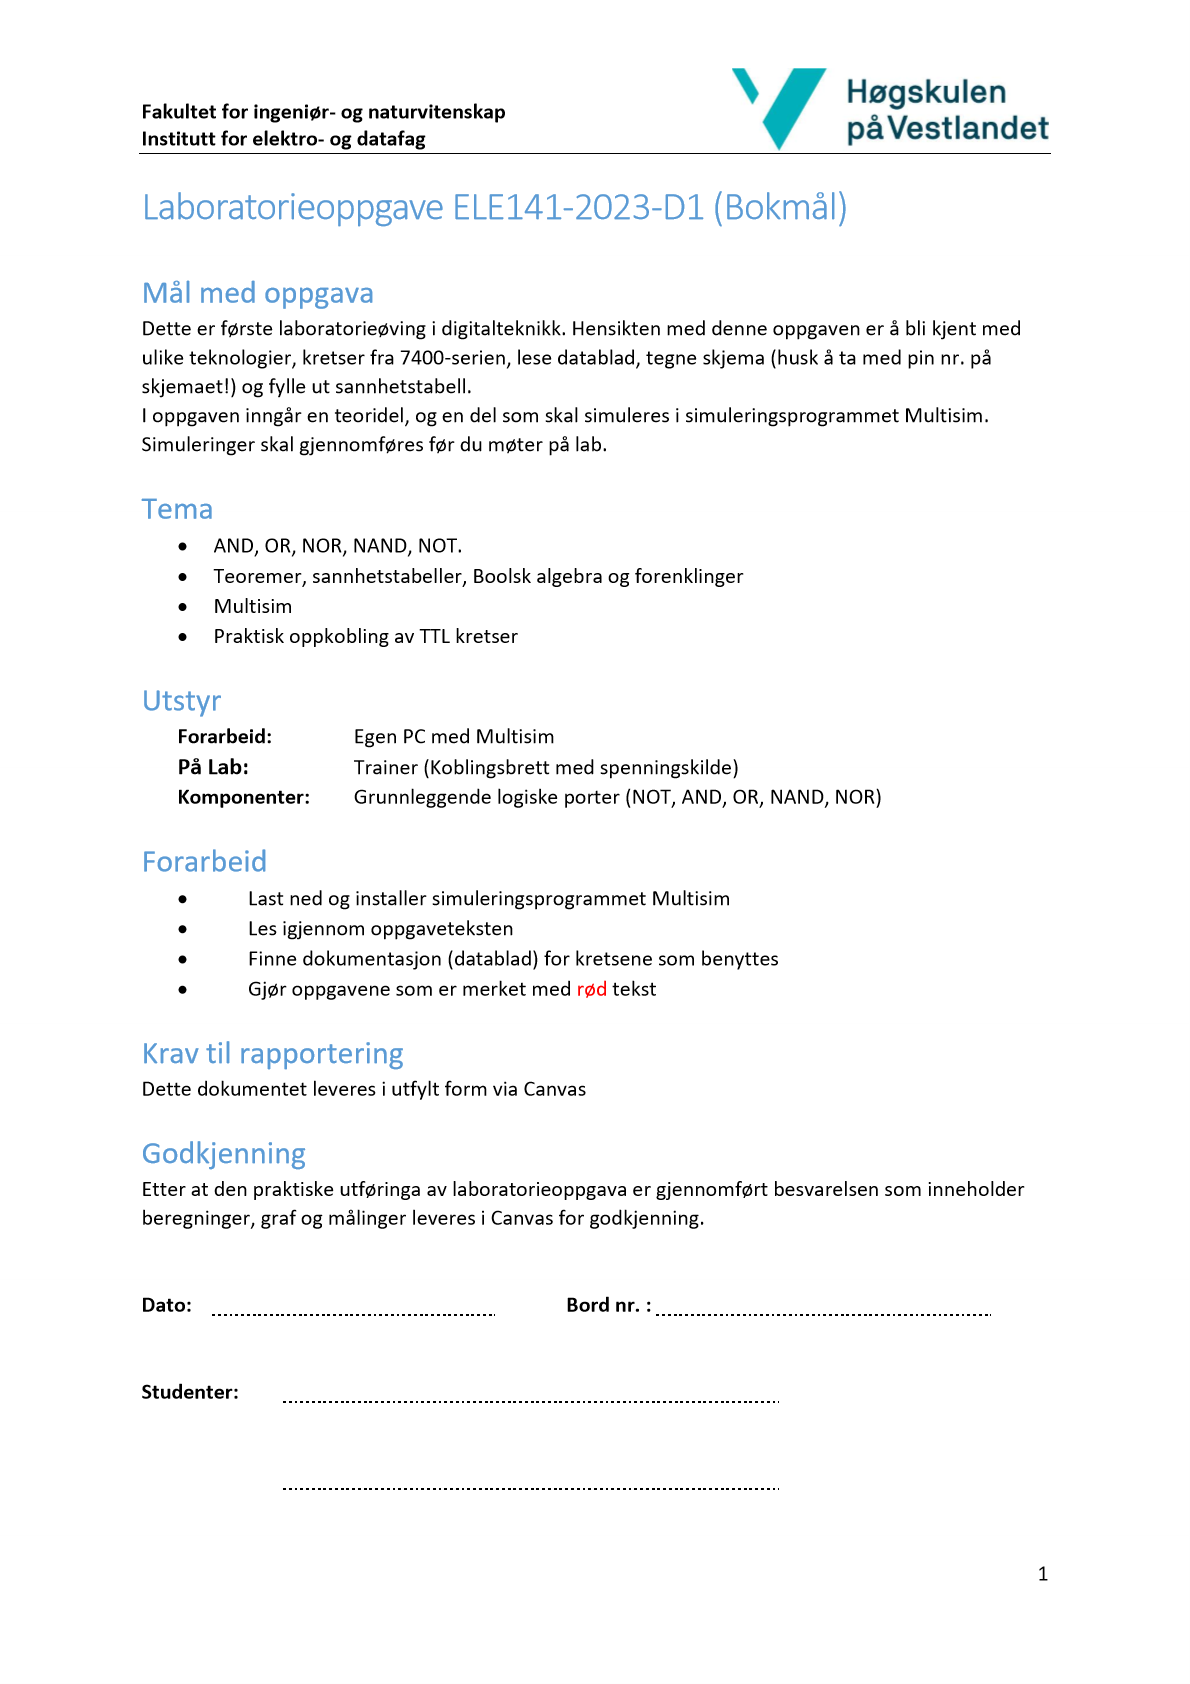 Fakultet for ingeniør- og naturvitenskap
Institutt for elektro- og datafag
Høgskulen
på Vestlandet
Laboratorieoppgave ELE141-2023-D1 (Bokmål)
Mål med oppgava
Dette er første laboratorieøving i digitalteknikk. Hensikten med denne oppgaven er å bli kjent med
ulike teknologier, kretser fra 7400-serien, lese datablad, tegne skjema (husk å ta med pin nr. på
skjemaet!) og fylle ut sannhetstabell.
I oppgaven inngår en teoridel, og en del som skal simuleres i simuleringsprogrammet Multisim.
Simuleringer skal gjennomføres før du møter på lab.
Tema
• AND, OR, NOR, NAND, NOT.
• Teoremer, sannhetstabeller, Boolsk algebra og forenklinger
• Multisim
• Praktisk oppkobling av TTL kretser
Utstyr
Forarbeid: Egen PC med Multisim
På Lab: Trainer (Koblingsbrett med spenningskilde)
Komponenter: Grunnleggende logiske porter (NOT, AND, OR, NAND, NOR)
Forarbeid
• Last ned og installer simuleringsprogrammet Multisim
• Les igjennom oppgaveteksten
• Finne dokumentasjon (datablad) for kretsene som benyttes
• Gjør oppgavene som er merket med rød tekst
Krav til rapportering
Dette dokumentet leveres i utfylt form via Canvas
Godkjenning
Etter at den praktiske utføringa av laboratorieoppgava er gjennomført besvarelsen som inneholder
beregninger, graf og målinger leveres i Canvas for godkjenning.
Dato: Bord nr. :
Studenter:
1